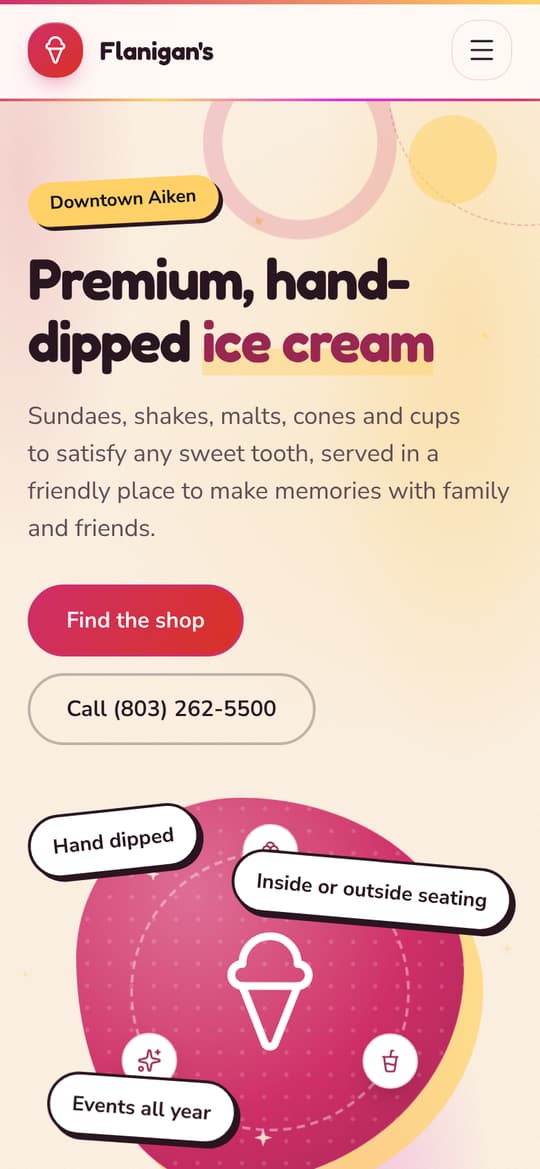 Flanigan's
Downtown Aiken
Premium, hand-
dipped ice cream
Sundaes, shakes, malts, cones and cups
to satisfy any sweet tooth, served in a
friendly place to make memories with family
and friends.
Find the shop
Call (803) 262-5500
Hand dipped
Inside or outside seating
Events all year